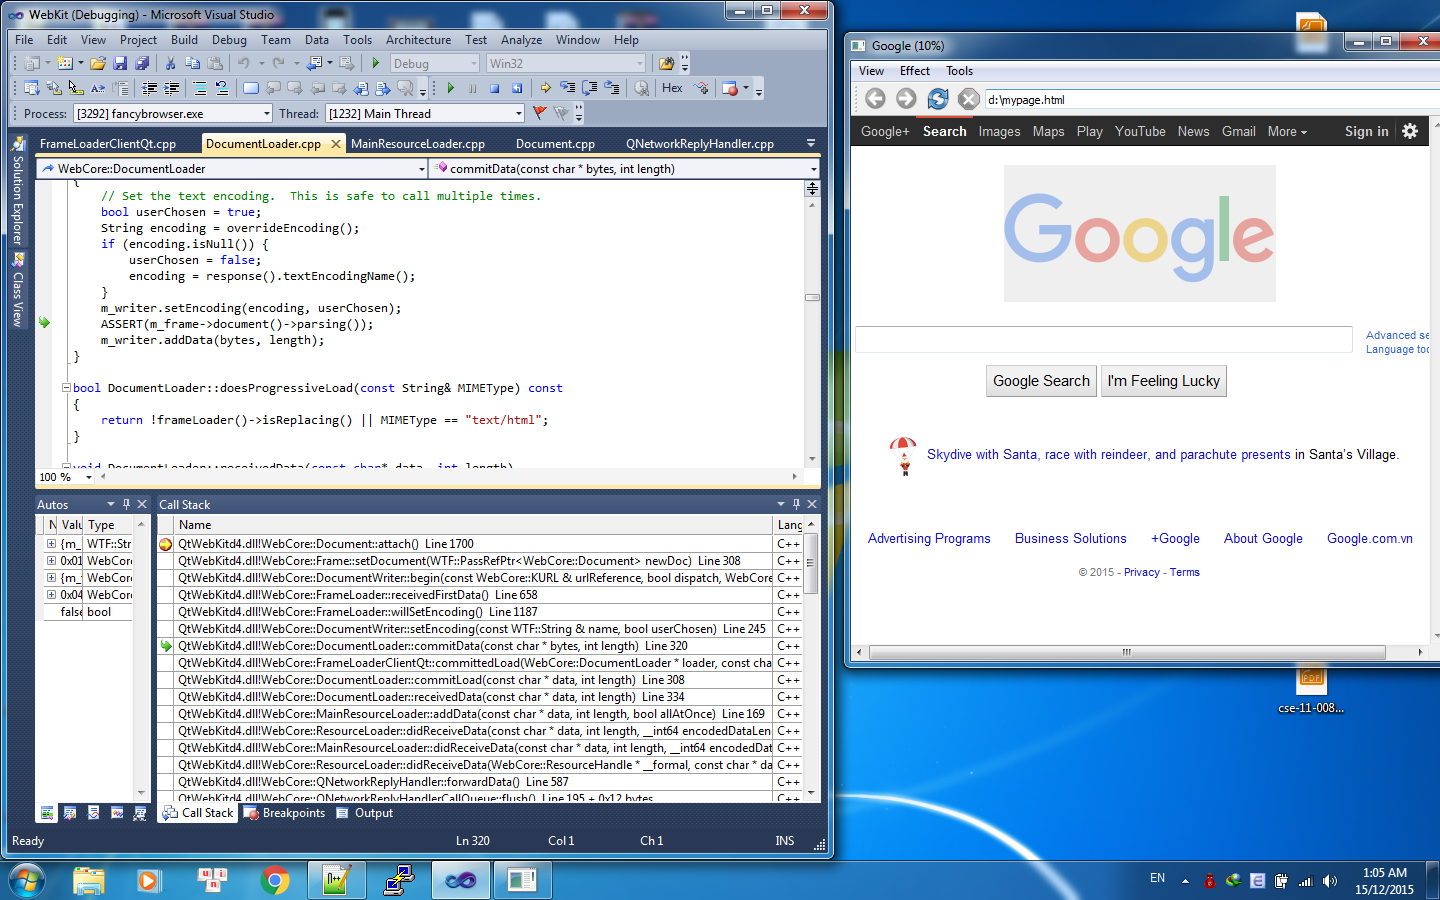 WebKit (Debugging) - Microsoft Visual Studio
File Edit View Project Build Debug Team Data Tools Architecture Test Analyze Window Help
Debug Win32
Hex
Process: [3292] fancybrowser.exe Thread: [1232] Main Thread
FrameLoaderClientQt.cpp DocumentLoader.cpp MainResourceLoader.cpp Document.cpp QNetworkReplyHandler.cpp
WebCore::DocumentLoader commitData(const char * bytes, int length)
Solution Explorer
Class View
{
// Set the text encoding.  This is safe to call multiple times.
bool userChosen = true;
String encoding = overrideEncoding();
if (encoding.isNull()) {
userChosen = false;
encoding = response().textEncodingName();
}
m_writer.setEncoding(encoding, userChosen);
ASSERT(m_frame->document()->parsing());
m_writer.addData(bytes, length);
}
bool DocumentLoader::doesProgressiveLoad(const String& MIMEType) const
{
return !frameLoader()->isReplacing() || MIMEType == "text/html";
}
void DocumentLoader::receivedData(const char* data, int length)
100 %
Autos
N Valu Type
{m_ WTF::Stri
0x01 WebCore
{m_ WebCore
0x04 WebCore
false bool
Call Stack
Name Lang
QtWebKitd4.dll!WebCore::Document::attach()  Line 1700 C++
QtWebKitd4.dll!WebCore::Frame::setDocument(WTF::PassRefPtr<WebCore::Document> newDoc)  Line 308 C++
QtWebKitd4.dll!WebCore::DocumentWriter::begin(const WebCore::KURL & urlReference, bool dispatch, WebCore C++
QtWebKitd4.dll!WebCore::FrameLoader::receivedFirstData()  Line 658 C++
QtWebKitd4.dll!WebCore::FrameLoader::willSetEncoding()  Line 1187 C++
QtWebKitd4.dll!WebCore::DocumentWriter::setEncoding(const WTF::String & name, bool userChosen)  Line 245 C++
QtWebKitd4.dll!WebCore::DocumentLoader::commitData(const char * bytes, int length)  Line 320 C++
QtWebKitd4.dll!WebCore::FrameLoaderClientQt::committedLoad(WebCore::DocumentLoader * loader, const cha C++
QtWebKitd4.dll!WebCore::DocumentLoader::commitLoad(const char * data, int length)  Line 308 C++
QtWebKitd4.dll!WebCore::DocumentLoader::receivedData(const char * data, int length)  Line 334 C++
QtWebKitd4.dll!WebCore::MainResourceLoader::addData(const char * data, int length, bool allAtOnce)  Line 169 C++
QtWebKitd4.dll!WebCore::ResourceLoader::didReceiveData(const char * data, int length, __int64 encodedDataLen C++
QtWebKitd4.dll!WebCore::MainResourceLoader::didReceiveData(const char * data, int length, __int64 encodedDat C++
QtWebKitd4.dll!WebCore::ResourceLoader::didReceiveData(WebCore::ResourceHandle * __formal, const char * da C++
QtWebKitd4.dll!WebCore::QNetworkReplyHandler::forwardData()  Line 587 C++
QtWebKitd4.dll!WebCore::QNetworkReplyHandlerCallQueue::flush()  Line 195 + 0x12 bytes C++
Call Stack Breakpoints Output
Ready Ln 320 Col 1 Ch 1 INS
Google (10%)
View Effect Tools
d:\mypage.html
Google+ Search Images Maps Play YouTube News Gmail More Sign in
Google
Advanced se
Language too
Google Search I'm Feeling Lucky
Skydive with Santa, race with reindeer, and parachute presents in Santa's Village.
Advertising Programs Business Solutions +Google About Google Google.com.vn
© 2015 - Privacy - Terms
PDF
cse-11-008...
EN
1:05 AM
15/12/2015